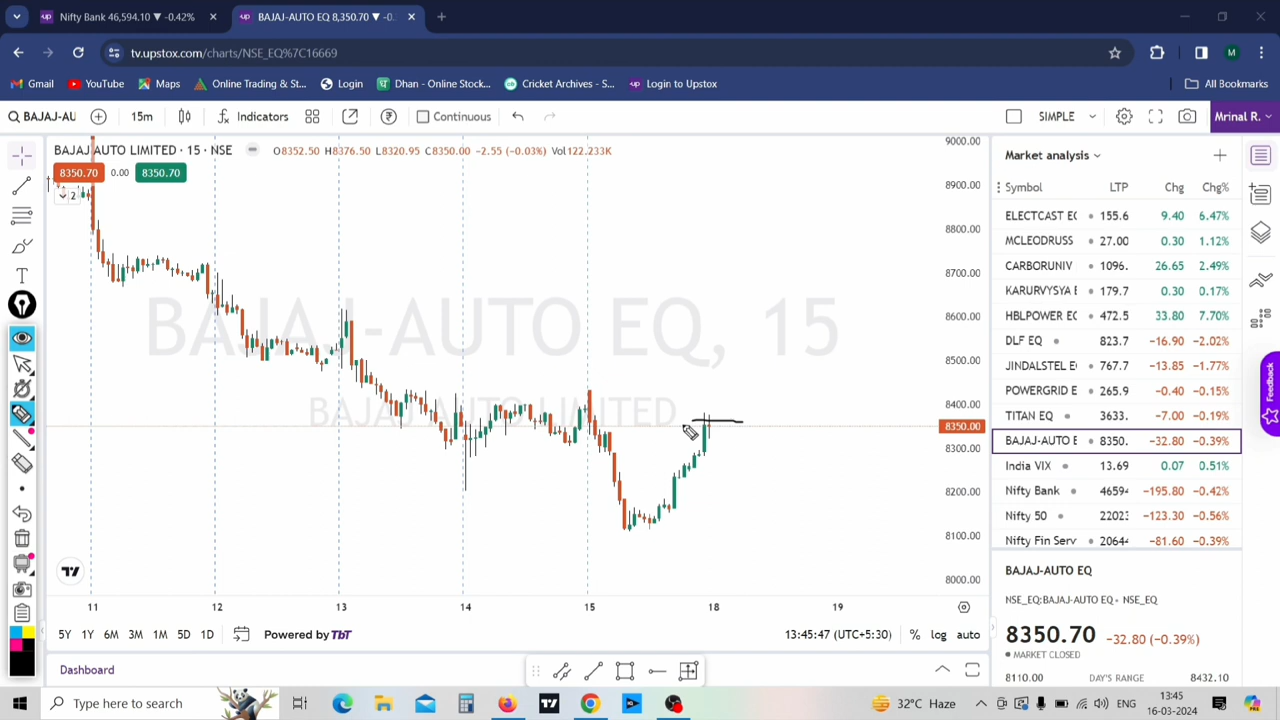 Nifty Bank 46,594.10 ▼ -0.42%
BAJAJ-AUTO EQ 8,350.70 ▼ -0.
tv.upstox.com/charts/NSE_EQ%7C16669
Gmail YouTube Maps Online Trading & St... Login Dhan - Online Trad... Cricket Archives - S... Login to Upstox All Bookmarks
BAJAJ-AU 15m Indicators Continuous SIMPLE Mrinal R.
BAJAJ AUTO LIMITED · 15 · NSE O8352.50 H8376.50 L8320.95 C8350.00 -2.55 (-0.03%) Vol122.233K
8350.70 0.00 8350.70
2
BAJAJ-AUTO EQ, 15
BAJAJ AUTO LIMITED
9000.00
8900.00
8800.00
8700.00
8600.00
8500.00
8400.00
8350.00
8300.00
8200.00
8100.00
8000.00
11 12 13 14 15 18 19
5Y 1Y 6M 3M 1M 5D 1D Powered by TbT 13:45:47 (UTC+5:30) % log auto
Dashboard
Market analysis
Symbol LTP Chg Chg%
ELECTCAST EQ 155.6 9.40 6.47%
MCLEODRUSS 27.00 0.30 1.12%
CARBORUNIV 1096. 26.65 2.49%
KARURVYSYA E 179.7 0.30 0.17%
HBLPOWER EQ 472.5 33.80 7.70%
DLF EQ 823.7 -16.90 -2.02%
JINDALSTEL E 767.7 -13.85 -1.77%
POWERGRID E 265.9 -0.40 -0.15%
TITAN EQ 3633. -7.00 -0.19%
BAJAJ-AUTO E 8350. -32.80 -0.39%
India VIX 13.69 0.07 0.51%
Nifty Bank 46594 -195.80 -0.42%
Nifty 50 22023 -123.30 -0.56%
Nifty Fin Serv 20644 -81.60 -0.39%
BAJAJ-AUTO EQ
NSE_EQ:BAJAJ-AUTO EQ • NSE_EQ
8350.70 -32.80 (-0.39%)
MARKET CLOSED
8110.00 DAY'S RANGE 8432.10
Feedback
Type here to search
32°C Haze
ENG
13:45
16-03-2024